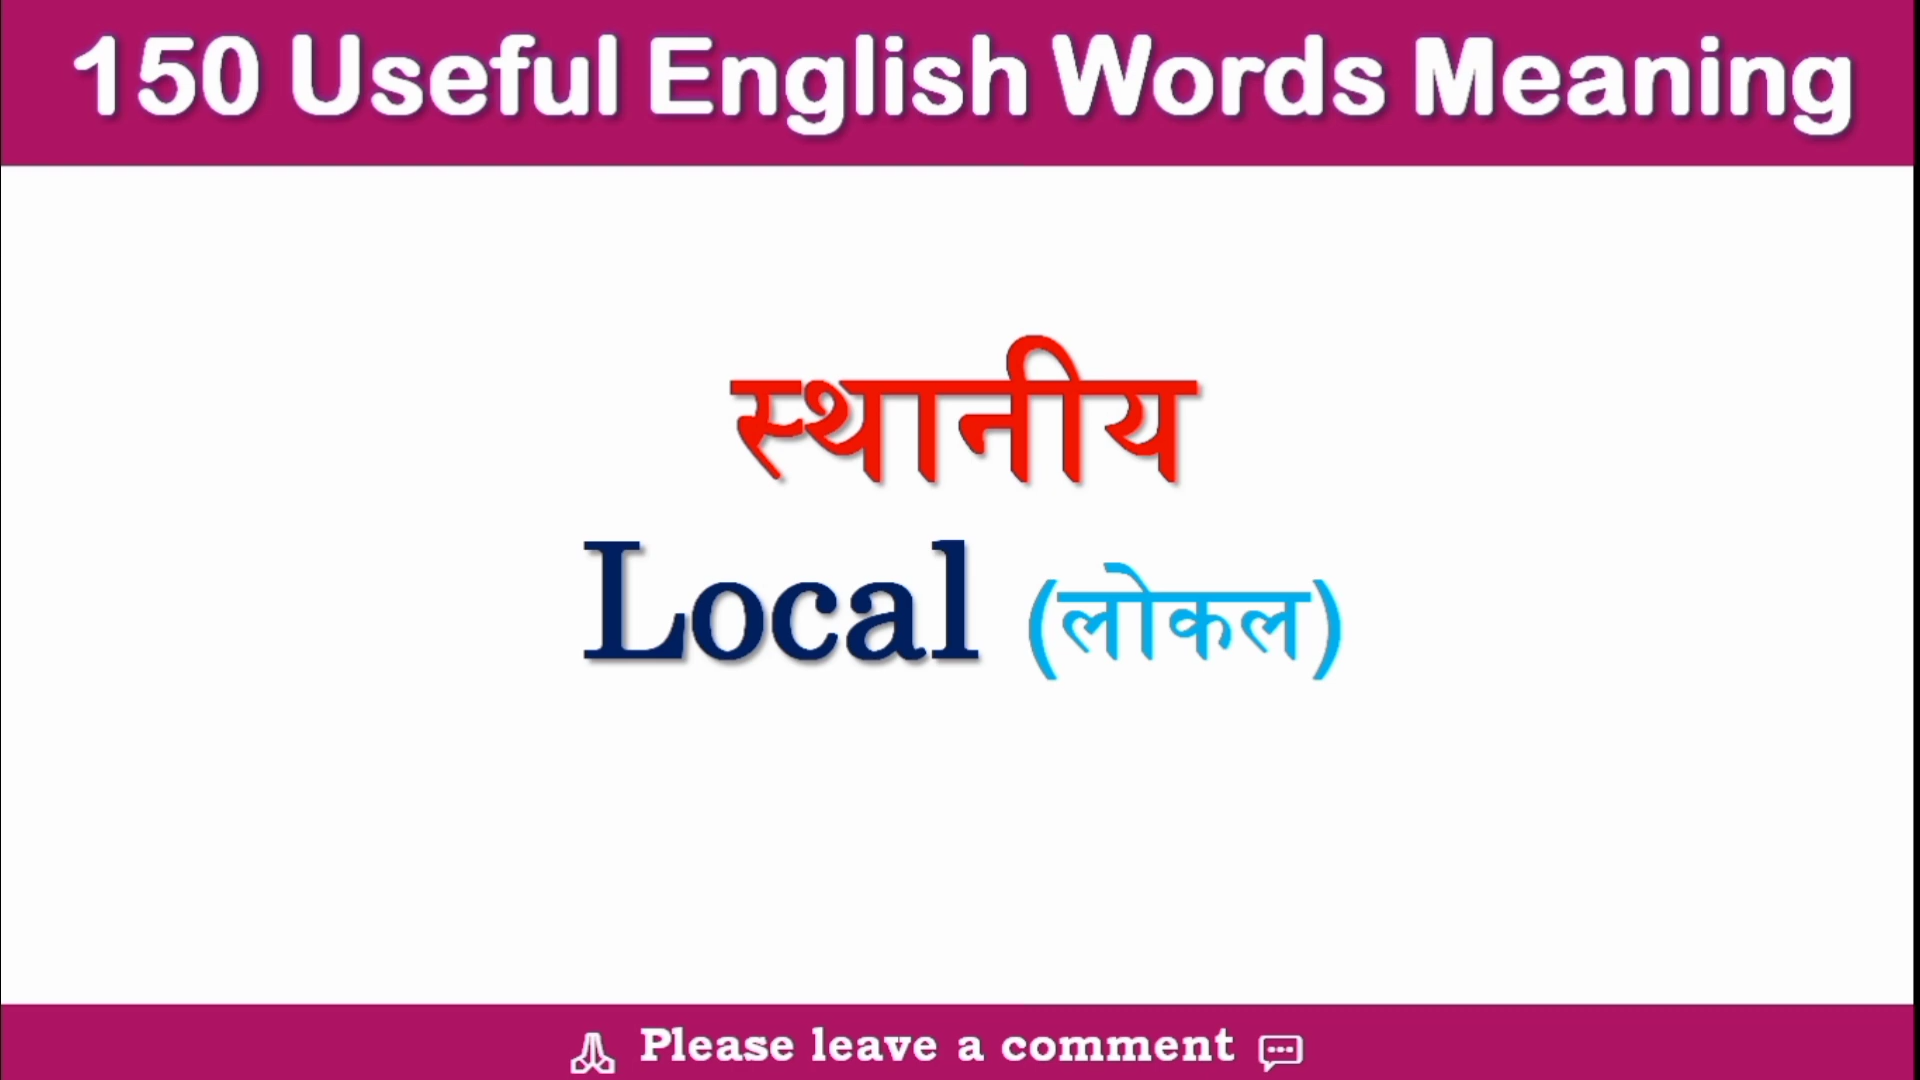 150 Useful English Words Meaning
स्थानीय
Local (लोकल)
Please leave a comment